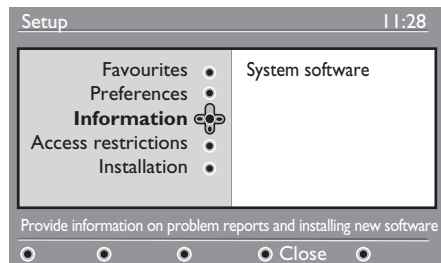 Setup 11:28
Favourites System software
Preferences
Information
Access restrictions
Installation
Provide information on problem reports and installing new software
Close